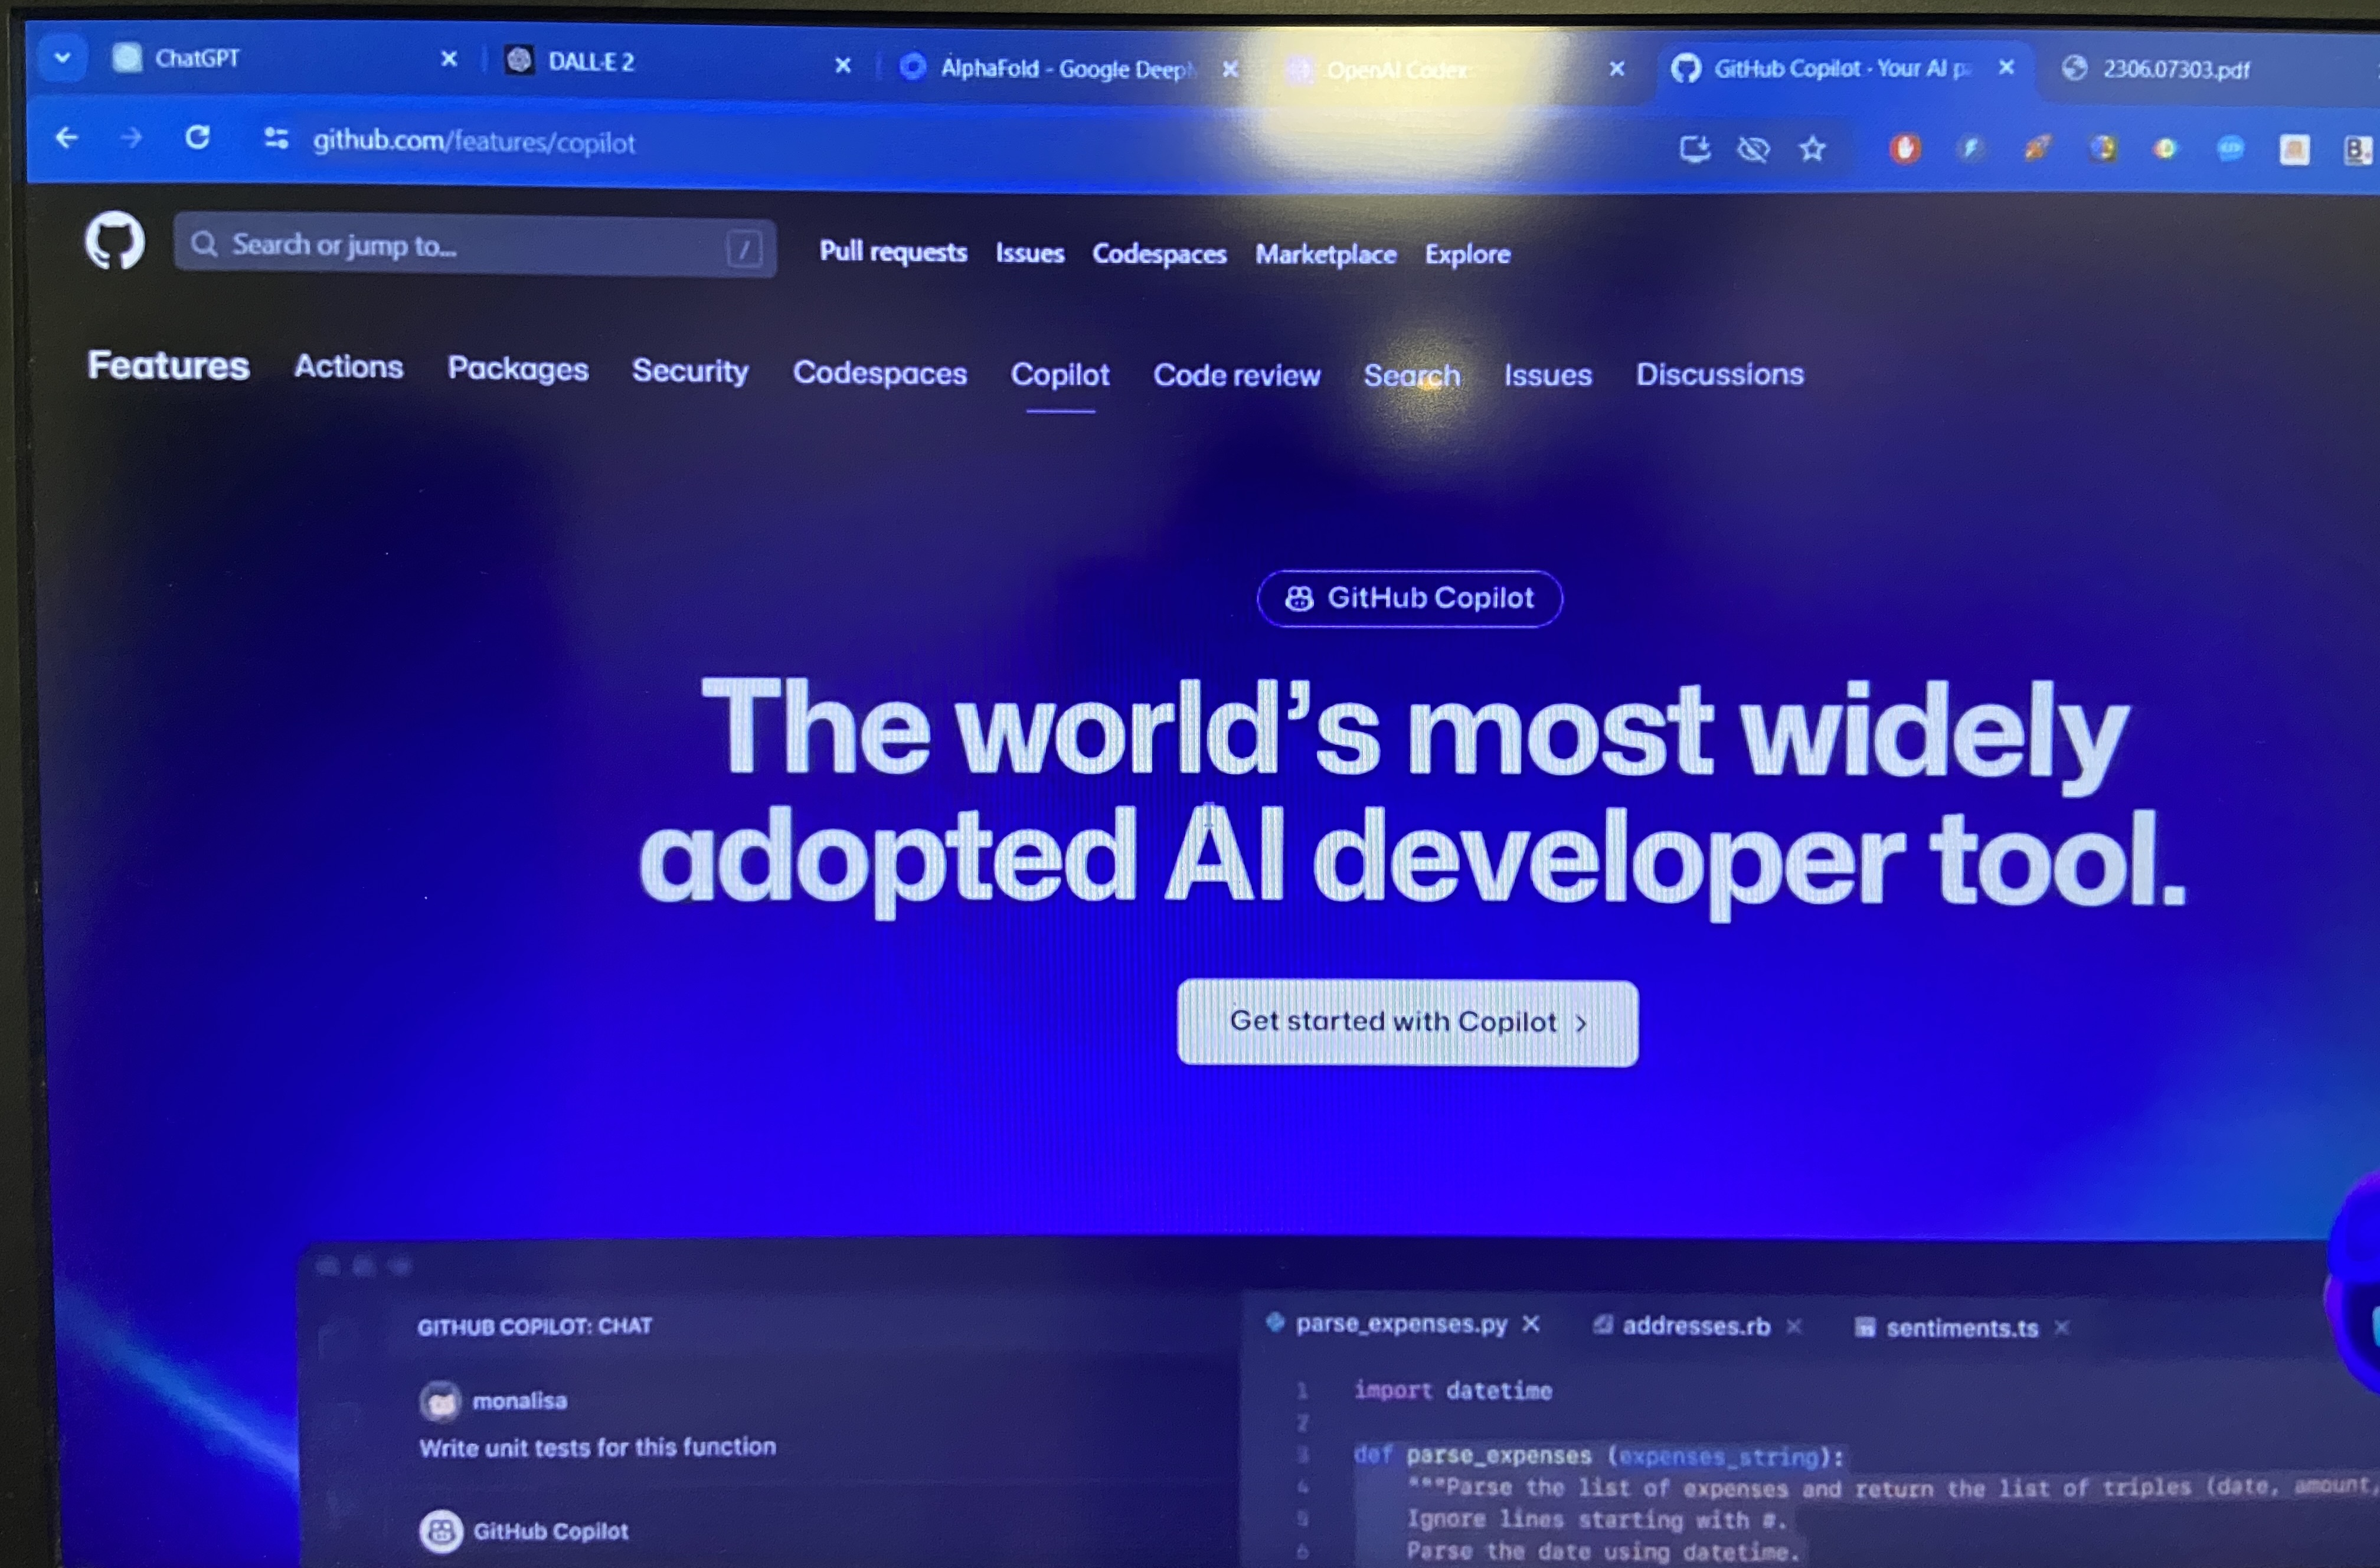 ChatGPT
DALL·E 2
AlphaFold - Google Deep
OpenAI Codex
GitHub Copilot · Your AI p
2306.07303.pdf
github.com/features/copilot
Search or jump to...
/
Pull requests Issues Codespaces Marketplace Explore
Features Actions Packages Security Codespaces Copilot Code review Search Issues Discussions
GitHub Copilot
The world's most widely
adopted AI developer tool.
Get started with Copilot
GITHUB COPILOT: CHAT
monalisa
Write unit tests for this function
GitHub Copilot
parse_expenses.py addresses.rb sentiments.ts
1 import datetime
2
3 def parse_expenses (expenses_string):
4 """Parse the list of expenses and return the list of triples (date, amount,
5 Ignore lines starting with #.
6 Parse the date using datetime.